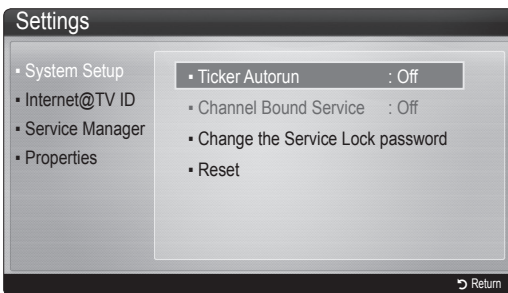 Settings
▪ System Setup
▪ Internet@TV ID
▪ Service Manager
▪ Properties
▪ Ticker Autorun : Off
▪ Channel Bound Service : Off
▪ Change the Service Lock password
▪ Reset
Return